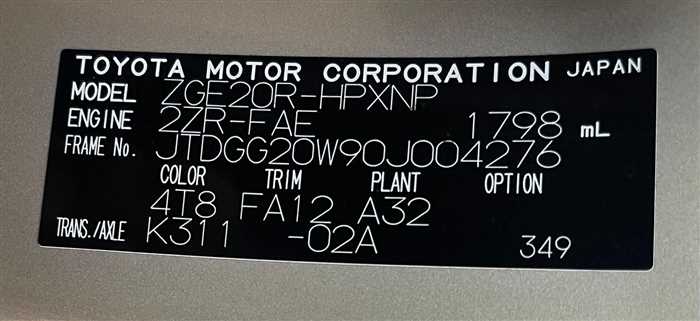 TOYOTA MOTOR CORPORATION JAPAN
MODEL ZGE20R-HPXNP
ENGINE 2ZR-FAE 1798 mL
FRAME No. JTDGG20W90J004276
COLOR TRIM PLANT OPTION
4T8 FA12 A32
TRANS./AXLE K311 -02A 349